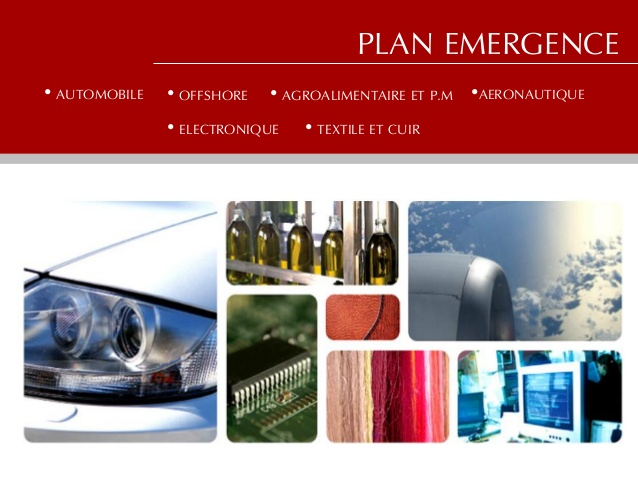 PLAN EMERGENCE
• AUTOMOBILE • OFFSHORE • AGROALIMENTAIRE ET P.M •AERONAUTIQUE
• ELECTRONIQUE • TEXTILE ET CUIR